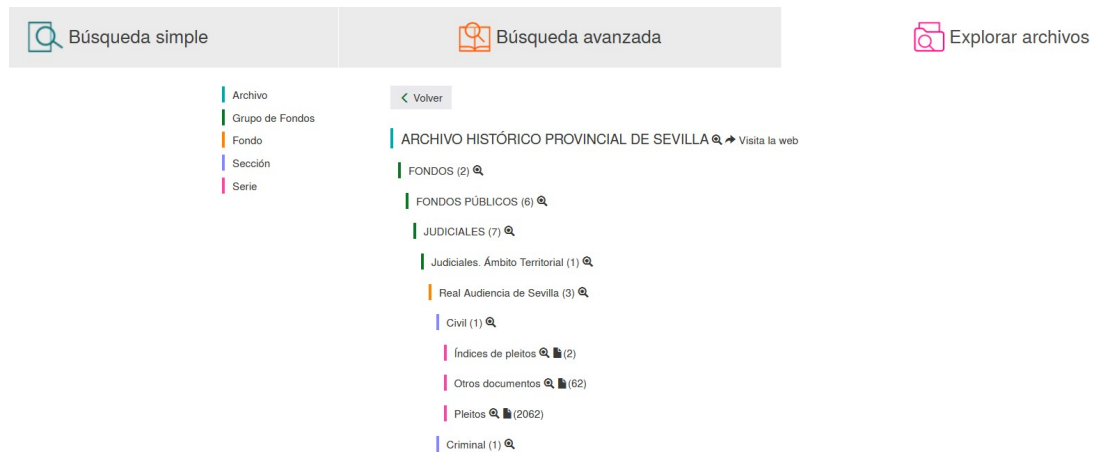 Búsqueda simple
Búsqueda avanzada
Explorar archivos
Archivo
Grupo de Fondos
Fondo
Sección
Serie
Volver
ARCHIVO HISTÓRICO PROVINCIAL DE SEVILLA Visita la web
FONDOS (2)
FONDOS PÚBLICOS (6)
JUDICIALES (7)
Judiciales. Ámbito Territorial (1)
Real Audiencia de Sevilla (3)
Civil (1)
Índices de pleitos (2)
Otros documentos (62)
Pleitos (2062)
Criminal (1)